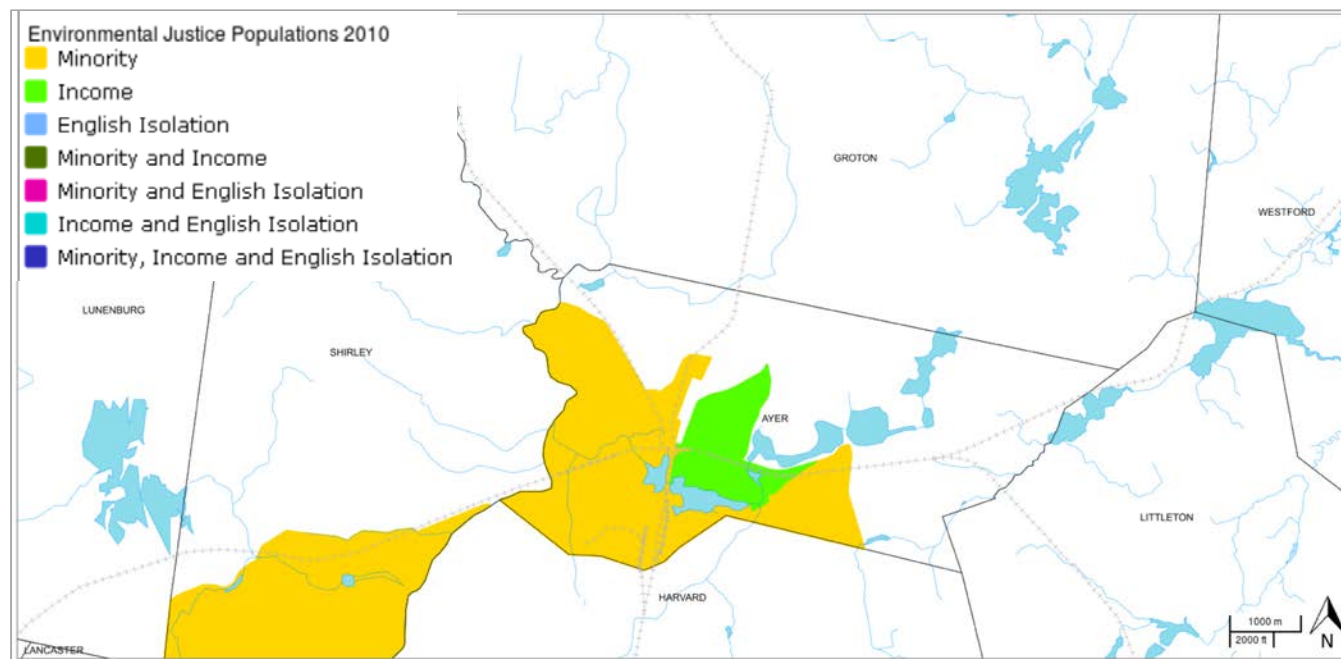 Environmental Justice Populations 2010
Minority
Income
English Isolation
Minority and Income
Minority and English Isolation
Income and English Isolation
Minority, Income and English Isolation
GROTON
WESTFORD
LUNENBURG
SHIRLEY
AYER
LITTLETON
HARVARD
LANCASTER
1000 m
2000 ft
N